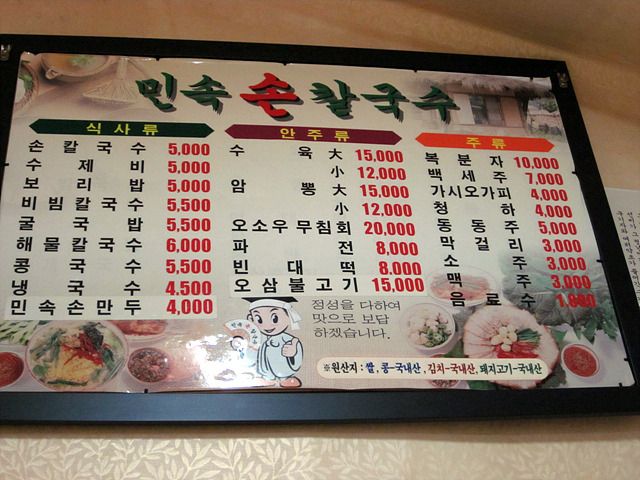 민속 손 칼국수
식사류
손칼국수 5,000
수제비 5,000
보리밥 5,000
비빔칼국수 5,500
굴국밥 5,500
해물칼국수 6,000
콩국수 5,500
냉국수 4,500
민속손만두 4,000
안주류
수육 大 15,000
小 12,000
암뽕 大 15,000
小 12,000
오소우무침회 20,000
파전 8,000
빈대떡 8,000
오삼불고기 15,000
주류
복분자 10,000
백세주 7,000
가시오가피 4,000
청하 4,000
동동주 5,000
막걸리 3,000
소주 3,000
맥주 3,000
음료수 1,000
정성을 다하여
맛으로 보답
하겠습니다.
※원산지 : 쌀, 콩-국내산, 김치-국내산, 돼지고기-국내산